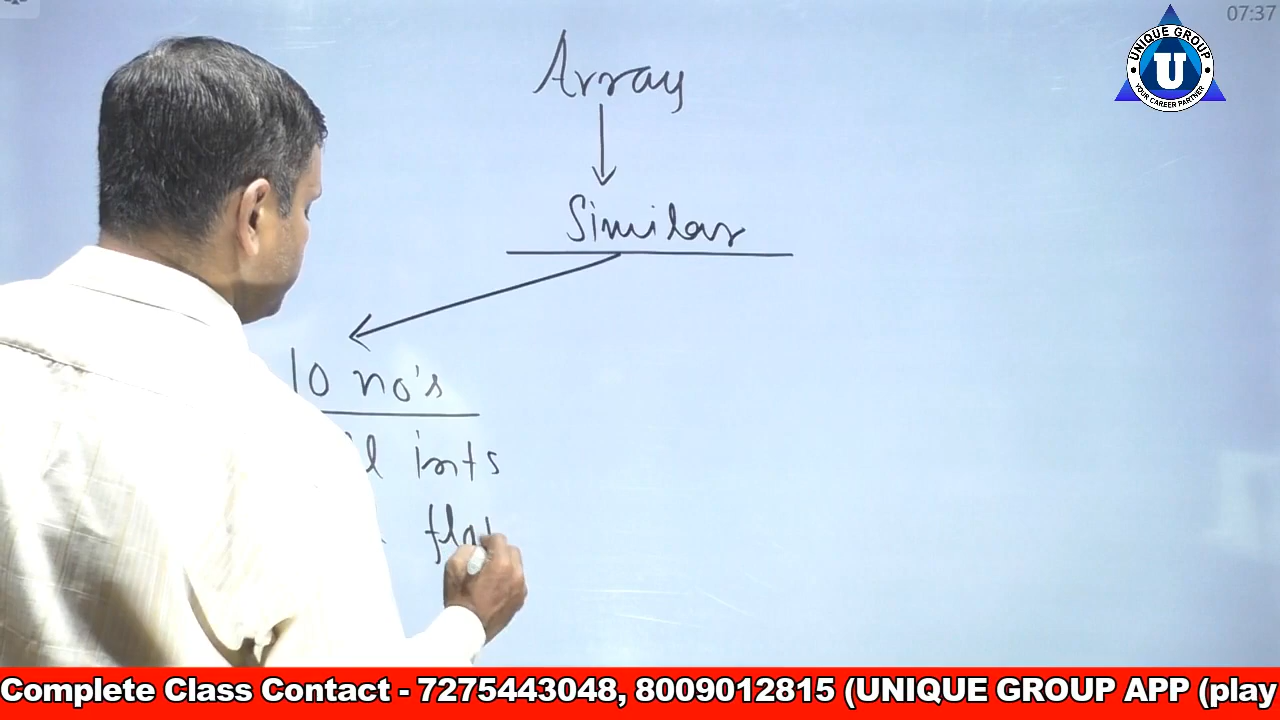 07:37
UNIQUE GROUP
U
YOUR CAREER PARTNER
Array
Similar
10 no's
ints
Complete Class Contact - 7275443048, 8009012815 (UNIQUE GROUP APP (play